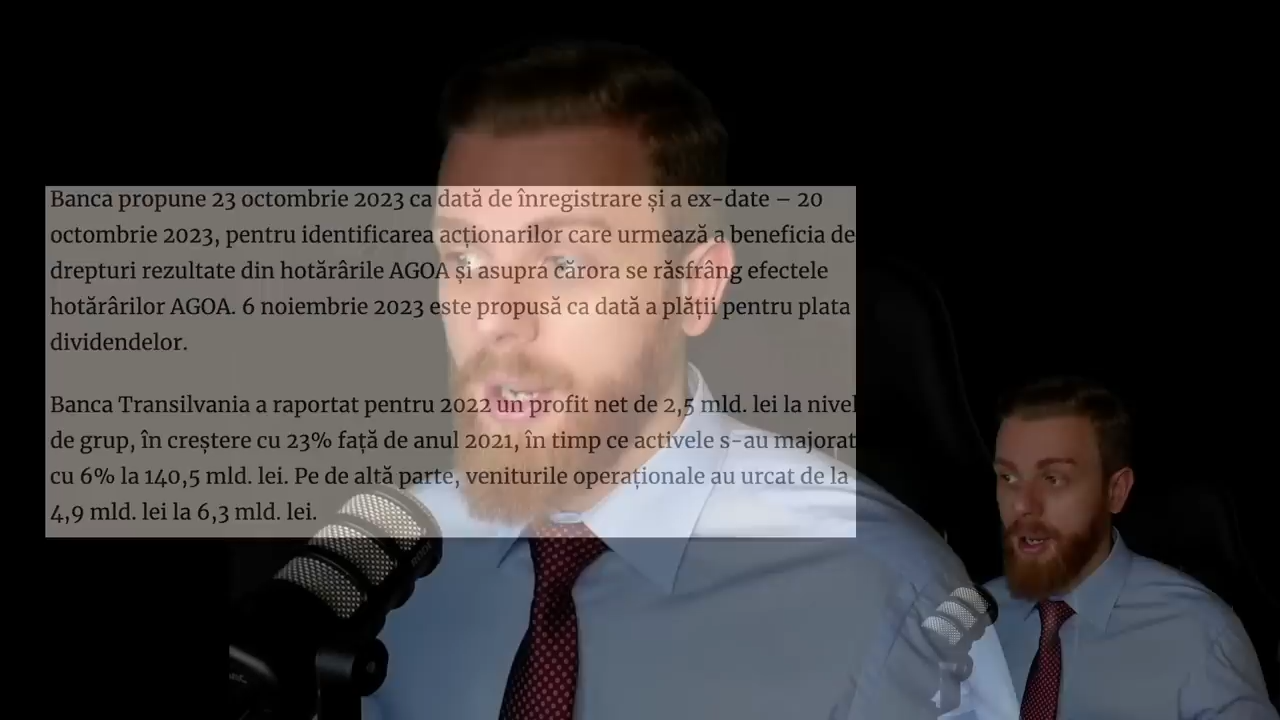 Banca propune 23 octombrie 2023 ca dată de înregistrare și a ex-date – 20
octombrie 2023, pentru identificarea acționarilor care urmează a beneficia de
drepturi rezultate din hotărârile AGOA și asupra cărora se răsfrâng efectele
hotărârilor AGOA. 6 noiembrie 2023 este propusă ca dată a plății pentru plata
dividendelor.
Banca Transilvania a raportat pentru 2022 un profit net de 2,5 mld. lei la nivel
de grup, în creștere cu 23% față de anul 2021, în timp ce activele s-au majorat
cu 6% la 140,5 mld. lei. Pe de altă parte, veniturile operaționale au urcat de la
4,9 mld. lei la 6,3 mld. lei.